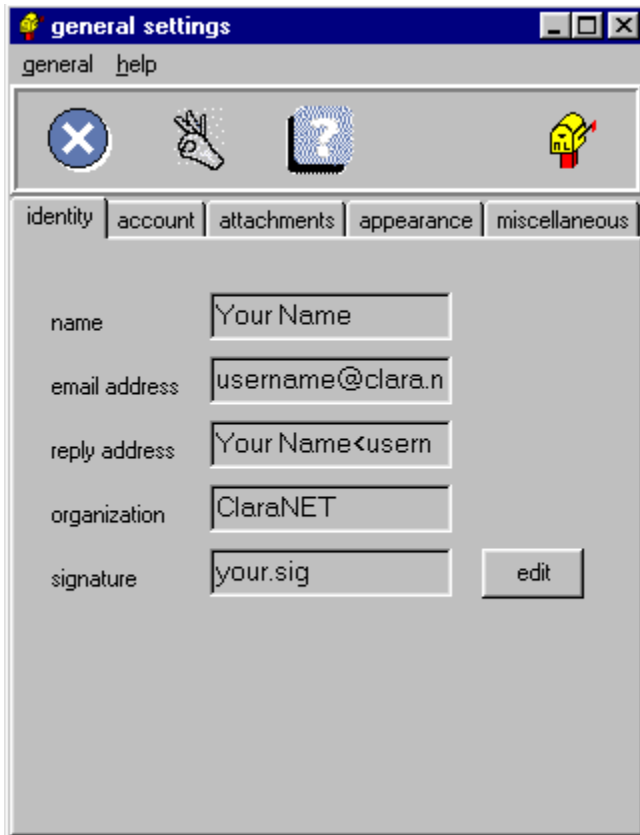 general settings
general help
?
nL
identity account attachments appearance miscellaneous
name Your Name
email address username@clara.n
reply address Your Name<usern
organization ClaraNET
signature your.sig edit